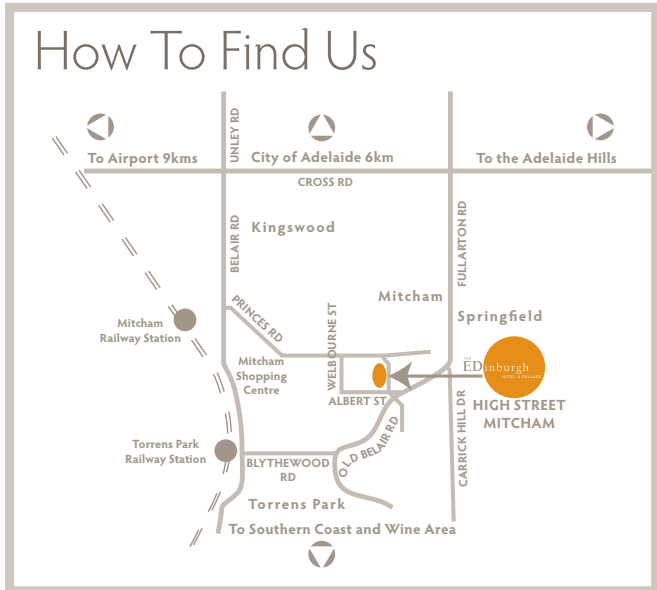 How To Find Us
UNLEY RD
To Airport 9kms
City of Adelaide 6km
To the Adelaide Hills
CROSS RD
BELAIR RD
Kingswood
FULLARTON RD
Mitcham
Springfield
PRINCES RD
WELBOURNE ST
Mitcham
Railway Station
Mitcham
Shopping
Centre
THE
EDinburgh
HOTEL & CELLARS
ALBERT ST
HIGH STREET
MITCHAM
CARRICK HILL DR
OLD BELAIR RD
Torrens Park
Railway Station
BLYTHEWOOD
RD
Torrens Park
To Southern Coast and Wine Area